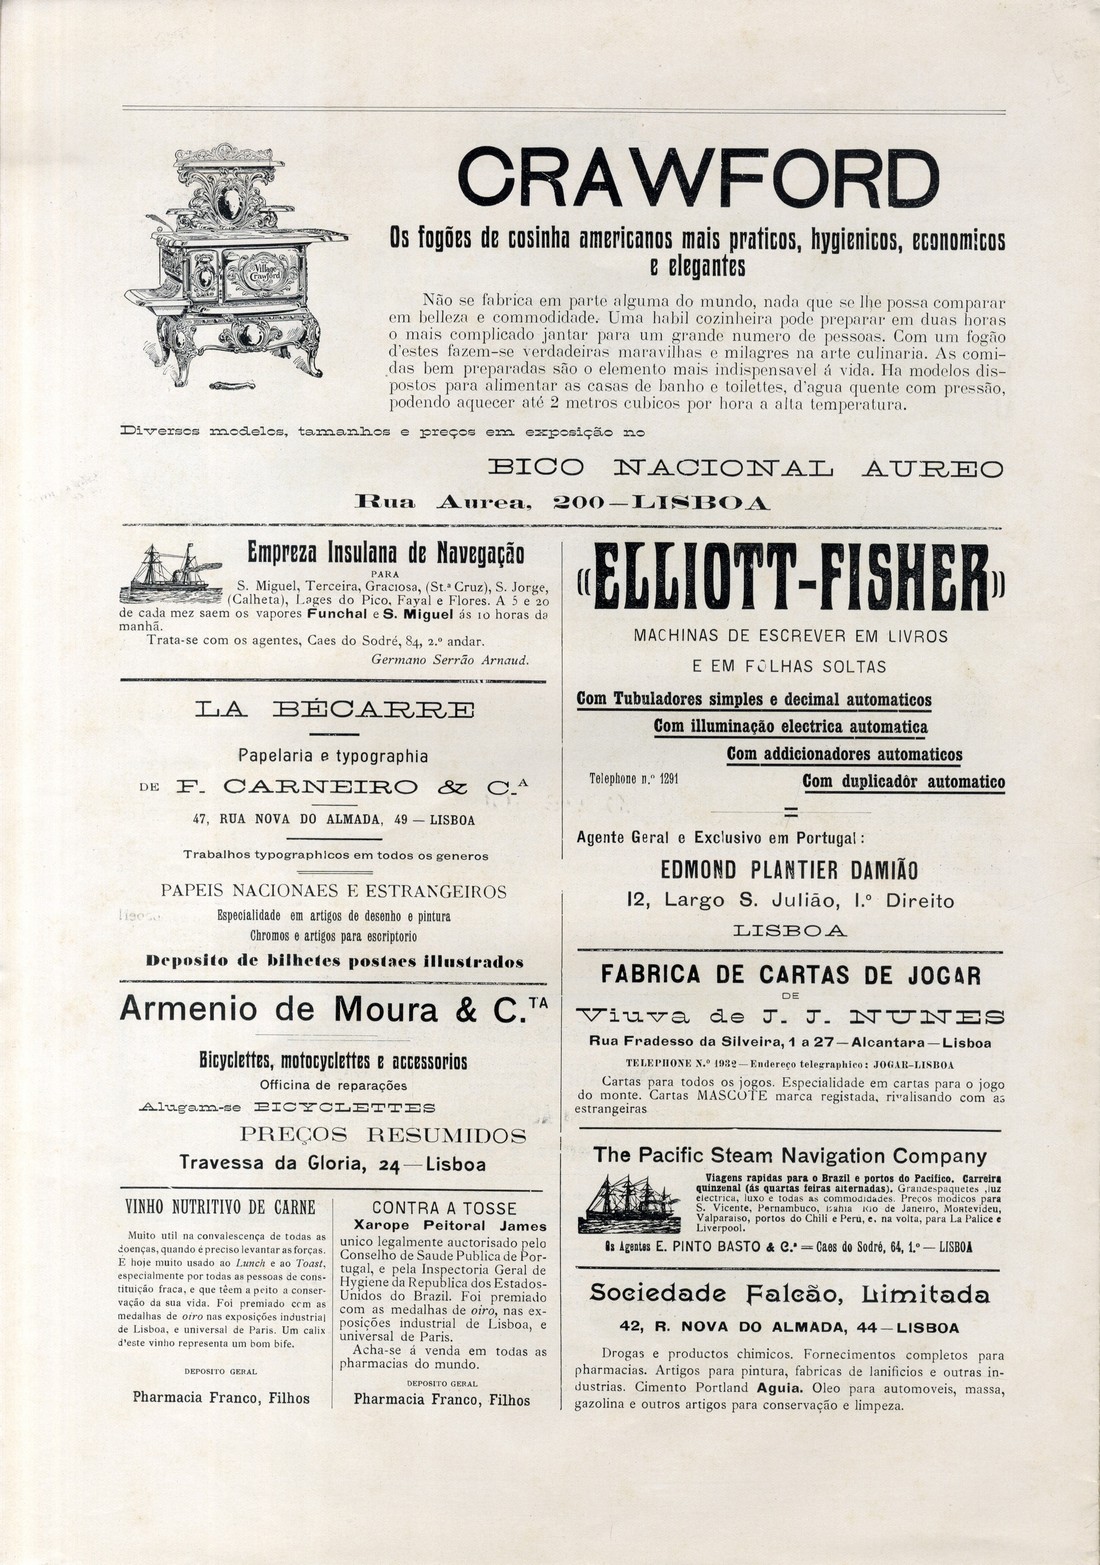 CRAWFORD
Os fogões de cosinha americanos mais praticos, hygienicos, economicos
e elegantes
Village
Crawford
Não se fabrica em parte alguma do mundo, nada que se lhe possa comparar
em belleza e commodidade. Uma habil cozinheira pode preparar em duas horas
o mais complicado jantar para um grande numero de pessoas. Com um fogão
d'estes fazem-se verdadeiras maravilhas e milagres na arte culinaria. As comi-
das bem preparadas são o elemento mais indispensavel á vida. Ha modelos dis-
postos para alimentar as casas de banho e toilettes, d'agua quente com pressão,
podendo aquecer até 2 metros cubicos por hora a alta temperatura.
Diversos modelos, tamanhos e preços em exposição no
BICO NACIONAL AUREO
Rua Aurea, 200—LISBOA
Empreza Insulana de Navegação
PARA
S. Miguel, Terceira, Graciosa, (St.ª Cruz), S. Jorge,
(Calheta), Lages do Pico, Fayal e Flores. A 5 e 20
de cada mez saem os vapores Funchal e S. Miguel ás 10 horas da
manhã.
Trata-se com os agentes, Caes do Sodré, 84, 2.º andar.
Germano Serrão Arnaud.
LA BÉCARRE
Papelaria e typographia
DE F. CARNEIRO & C.A
47, RUA NOVA DO ALMADA, 49 — LISBOA
Trabalhos typographicos em todos os generos
PAPEIS NACIONAES E ESTRANGEIROS
Especialidade em artigos de desenho e pintura
Chromos e artigos para escriptorio
Deposito de bilhetes postaes illustrados
Armenio de Moura & C.TA
Bicyclettes, motocyclettes e accessorios
Officina de reparações
Alugam-se BICYCLETTES
PREÇOS RESUMIDOS
Travessa da Gloria, 24—Lisboa
VINHO NUTRITIVO DE CARNE
Muito util na convalescença de todas as
doenças, quando é preciso levantar as forças.
E hoje muito usado ao Lunch e ao Toast,
especialmente por todas as pessoas de cons-
tituição fraca, e que têem a peito a conser-
vação da sua vida. Foi premiado com as
medalhas de oiro nas exposições industrial
de Lisboa, e universal de Paris. Um calix
d'este vinho representa um bom bife.
DEPOSITO GERAL
Pharmacia Franco, Filhos
CONTRA A TOSSE
Xarope Peitoral James
unico legalmente auctorisado pelo
Conselho de Saude Publica de Por-
tugal, e pela Inspectoria Geral de
Hygiene da Republica dos Estados-
Unidos do Brazil. Foi premiado
com as medalhas de oiro, nas ex-
posições industrial de Lisboa, e
universal de Paris.
Acha-se á venda em todas as
pharmacias do mundo.
DEPOSITO GERAL
Pharmacia Franco, Filhos
«ELLIOTT-FISHER»
MACHINAS DE ESCREVER EM LIVROS
E EM FOLHAS SOLTAS
Com Tubuladores simples e decimal automaticos
Com illuminação electrica automatica
Com addicionadores automaticos
Telephone n.º 1291
Com duplicadôr automatico
Agente Geral e Exclusivo em Portugal:
EDMOND PLANTIER DAMIÃO
12, Largo S. Julião, 1.º Direito
LISBOA
FABRICA DE CARTAS DE JOGAR
DE
Viuva de J. J. NUNES
Rua Fradesso da Silveira, 1 a 27—Alcantara—Lisboa
TELEPHONE N.º 1932—Endereço telegraphico: JOGAR-LISBOA
Cartas para todos os jogos. Especialidade em cartas para o jogo
do monte. Cartas MASCOTE marca registada, rivalisando com as
estrangeiras
The Pacific Steam Navigation Company
Viagens rapidas para o Brazil e portos do Pacifico. Carreira
quinzenal (ás quartas feiras alternadas). Grandes paquetes, luz
electrica, luxo e todas as commodidades. Preços modicos para
S. Vicente, Pernambuco, Bahia Rio de Janeiro, Montevideu,
Valparaiso, portos do Chili e Peru, e, na volta, para La Palice e
Liverpool.
Os Agentes E. PINTO BASTO & C.ª = Caes do Sodré, 64, 1.º — LISBOA
Sociedade Falcão, Limitada
42, R. NOVA DO ALMADA, 44—LISBOA
Drogas e productos chimicos. Fornecimentos completos para
pharmacias. Artigos para pintura, fabricas de lanificios e outras in-
dustrias. Cimento Portland Aguia. Oleo para automoveis, massa,
gazolina e outros artigos para conservação e limpeza.